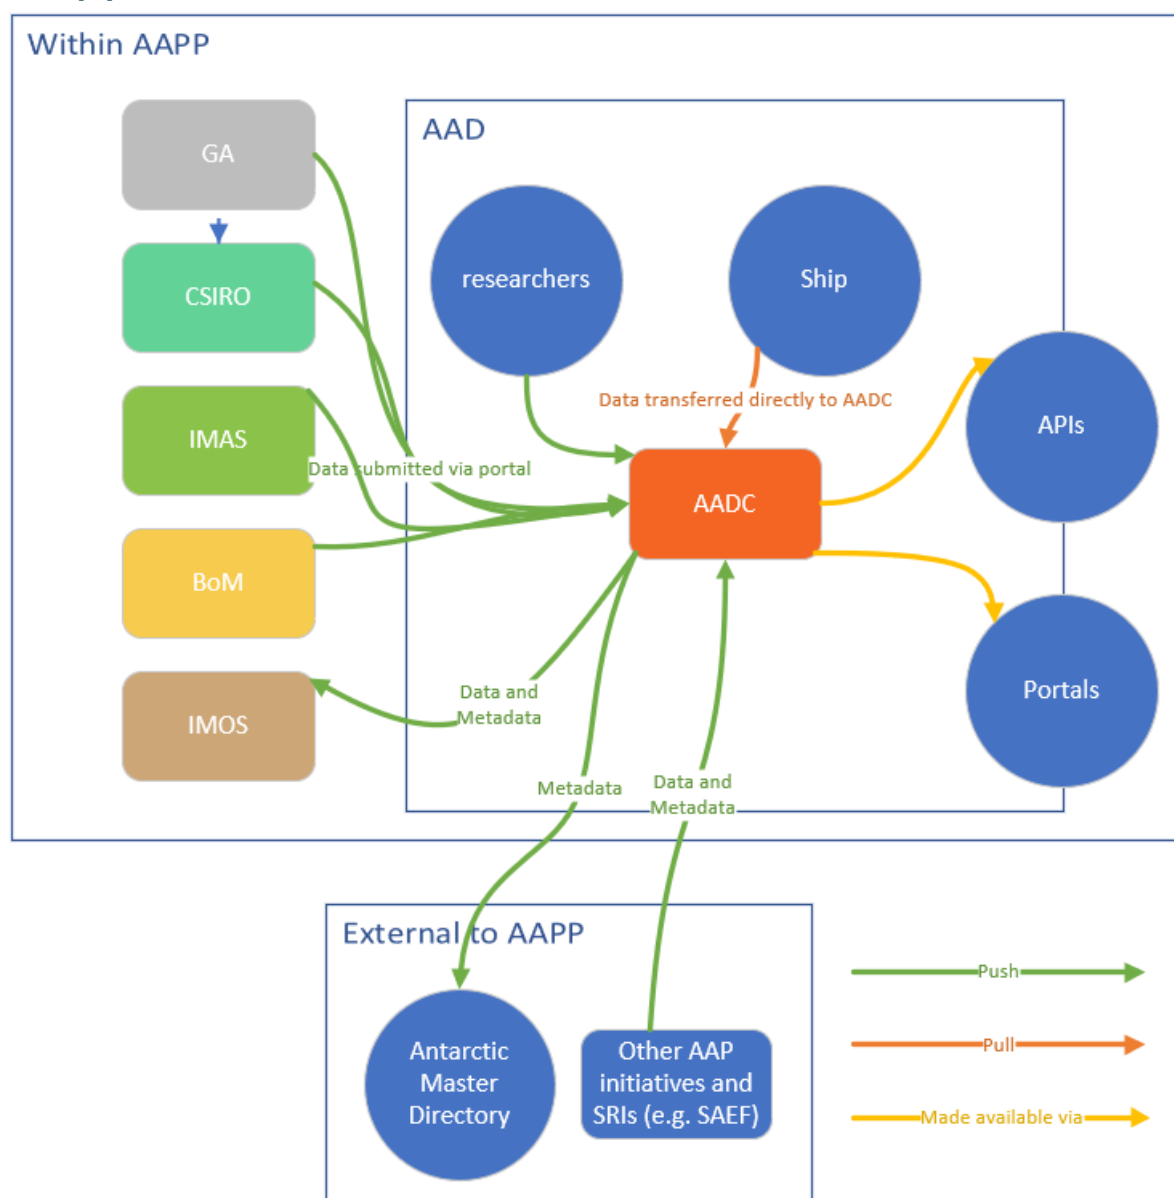 Within AAPP
GA
AAD
CSIRO
researchers
Ship
Data transferred directly to AADC
IMAS
APIs
Data submitted via portal
AADC
BoM
Data and
Metadata
IMOS
Portals
Metadata
Data and
Metadata
External to AAPP
Push
Antarctic
Master
Directory
Other AAP
initiatives and
SRIs (e.g. SAEF)
Pull
Made available via